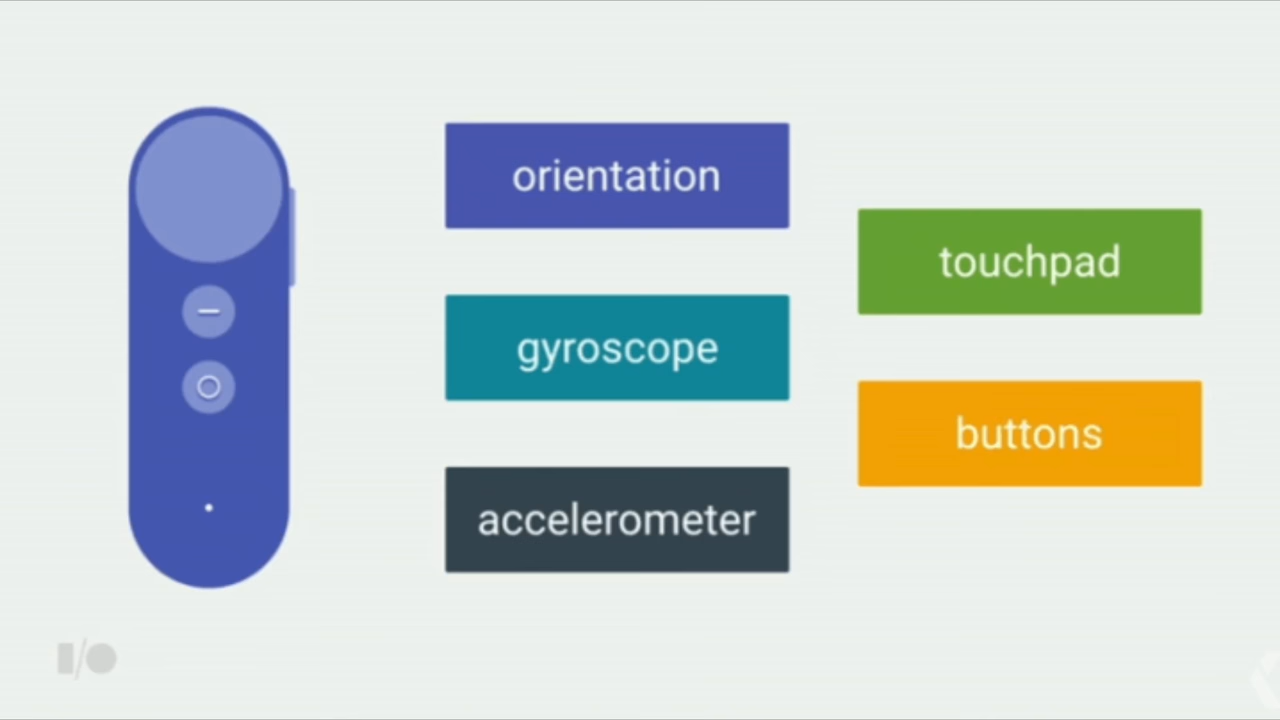 orientation
gyroscope
accelerometer
touchpad
buttons
I/O